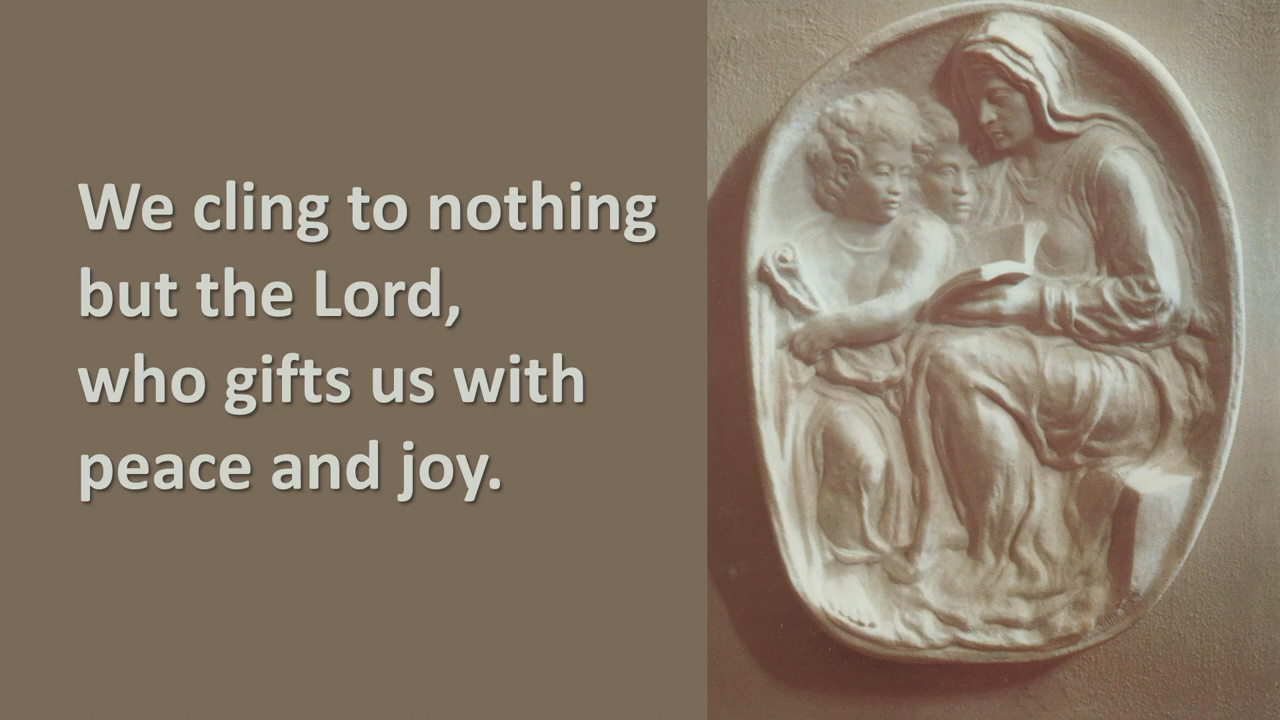 We cling to nothing
but the Lord,
who gifts us with
peace and joy.